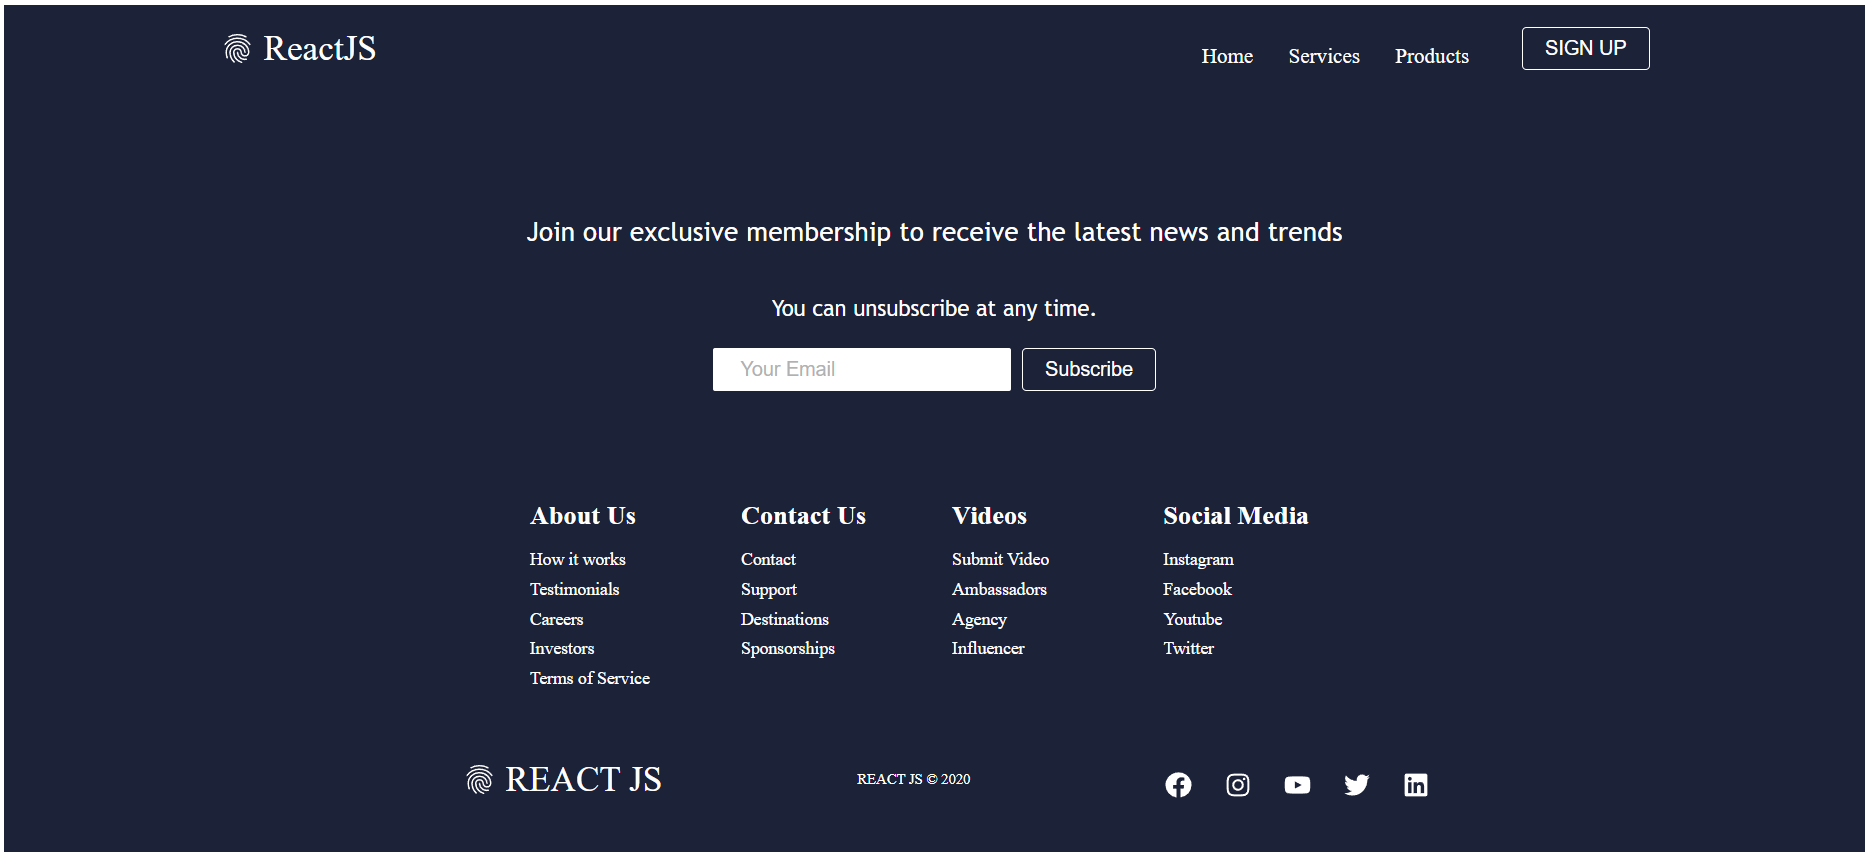 ReactJS
Home Services Products SIGN UP
Join our exclusive membership to receive the latest news and trends
You can unsubscribe at any time.
Your Email Subscribe
About Us
How it works
Testimonials
Careers
Investors
Terms of Service
Contact Us
Contact
Support
Destinations
Sponsorships
Videos
Submit Video
Ambassadors
Agency
Influencer
Social Media
Instagram
Facebook
Youtube
Twitter
REACT JS
REACT JS © 2020